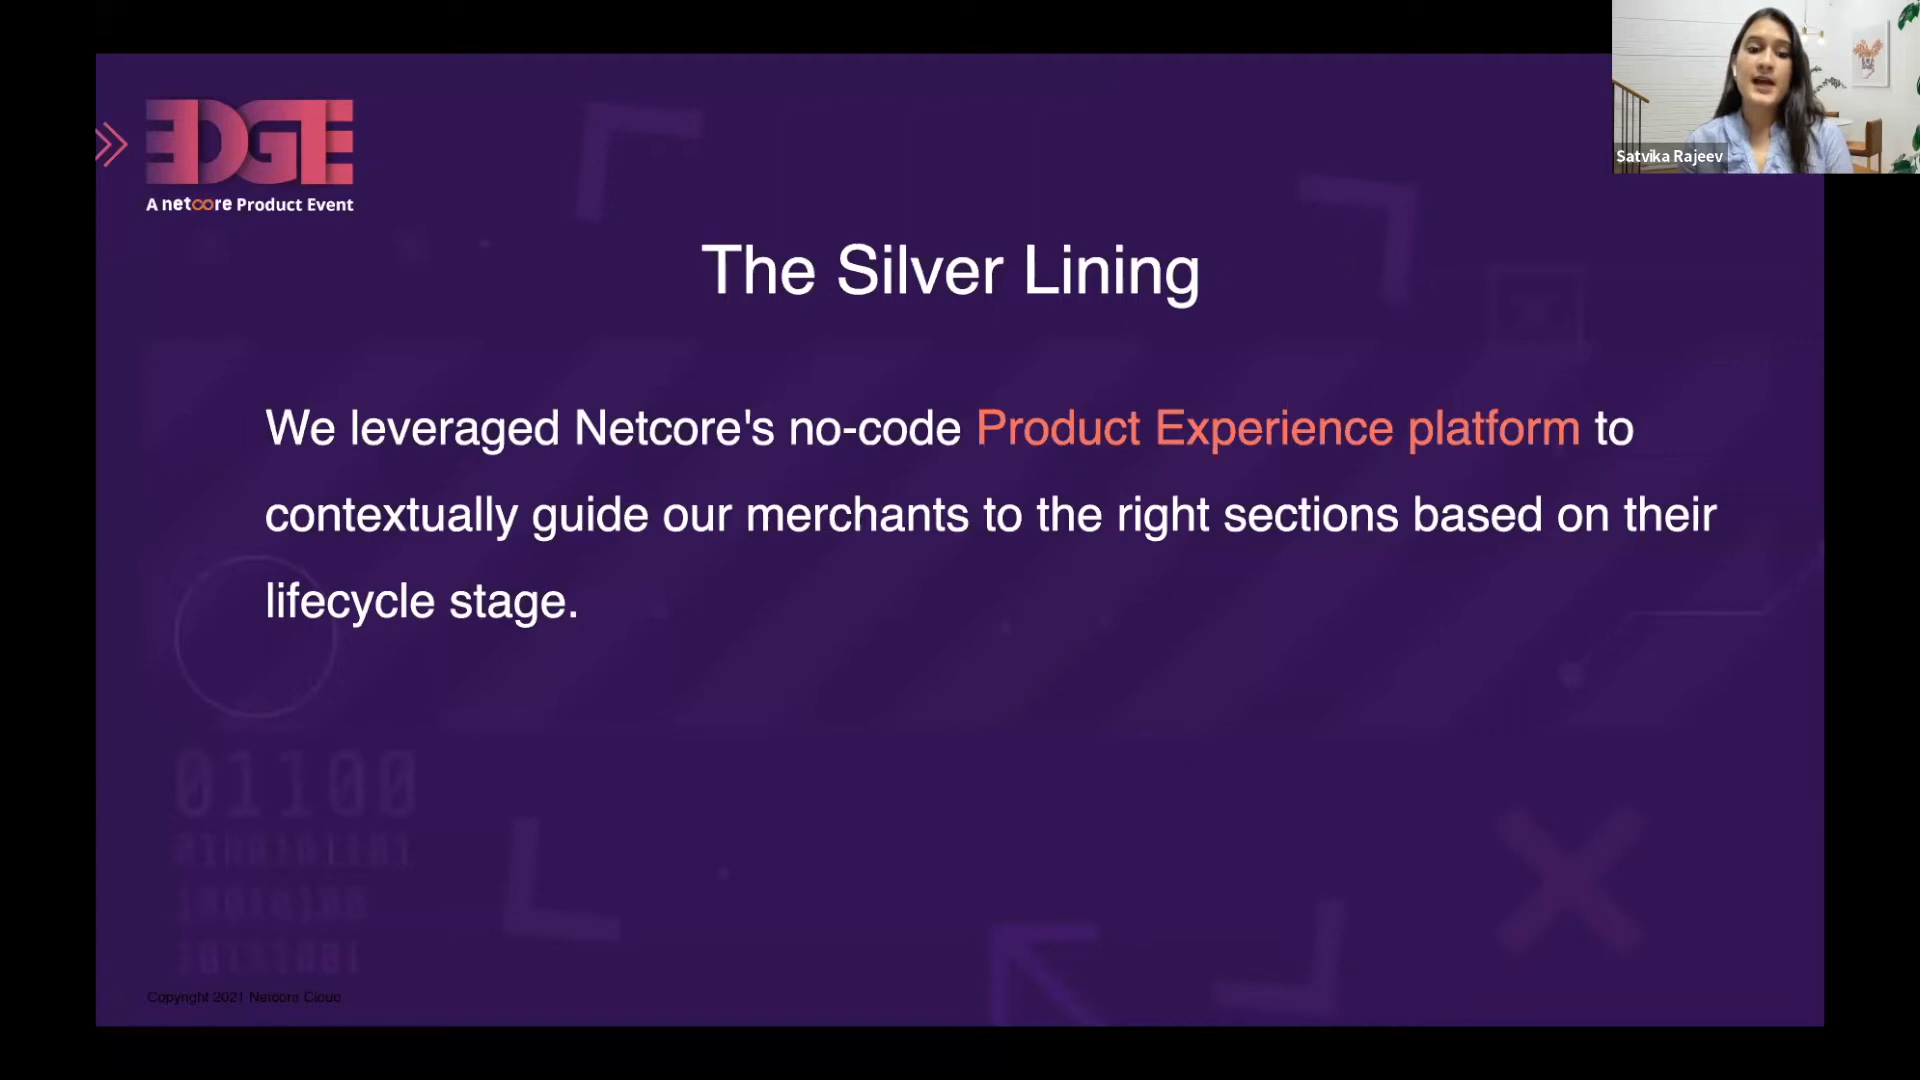 EDGE
A netcore Product Event
Satvika Rajeev
The Silver Lining
We leveraged Netcore's no-code Product Experience platform to
contextually guide our merchants to the right sections based on their
lifecycle stage.
01100
Copyright 2021 Netcore Cloud